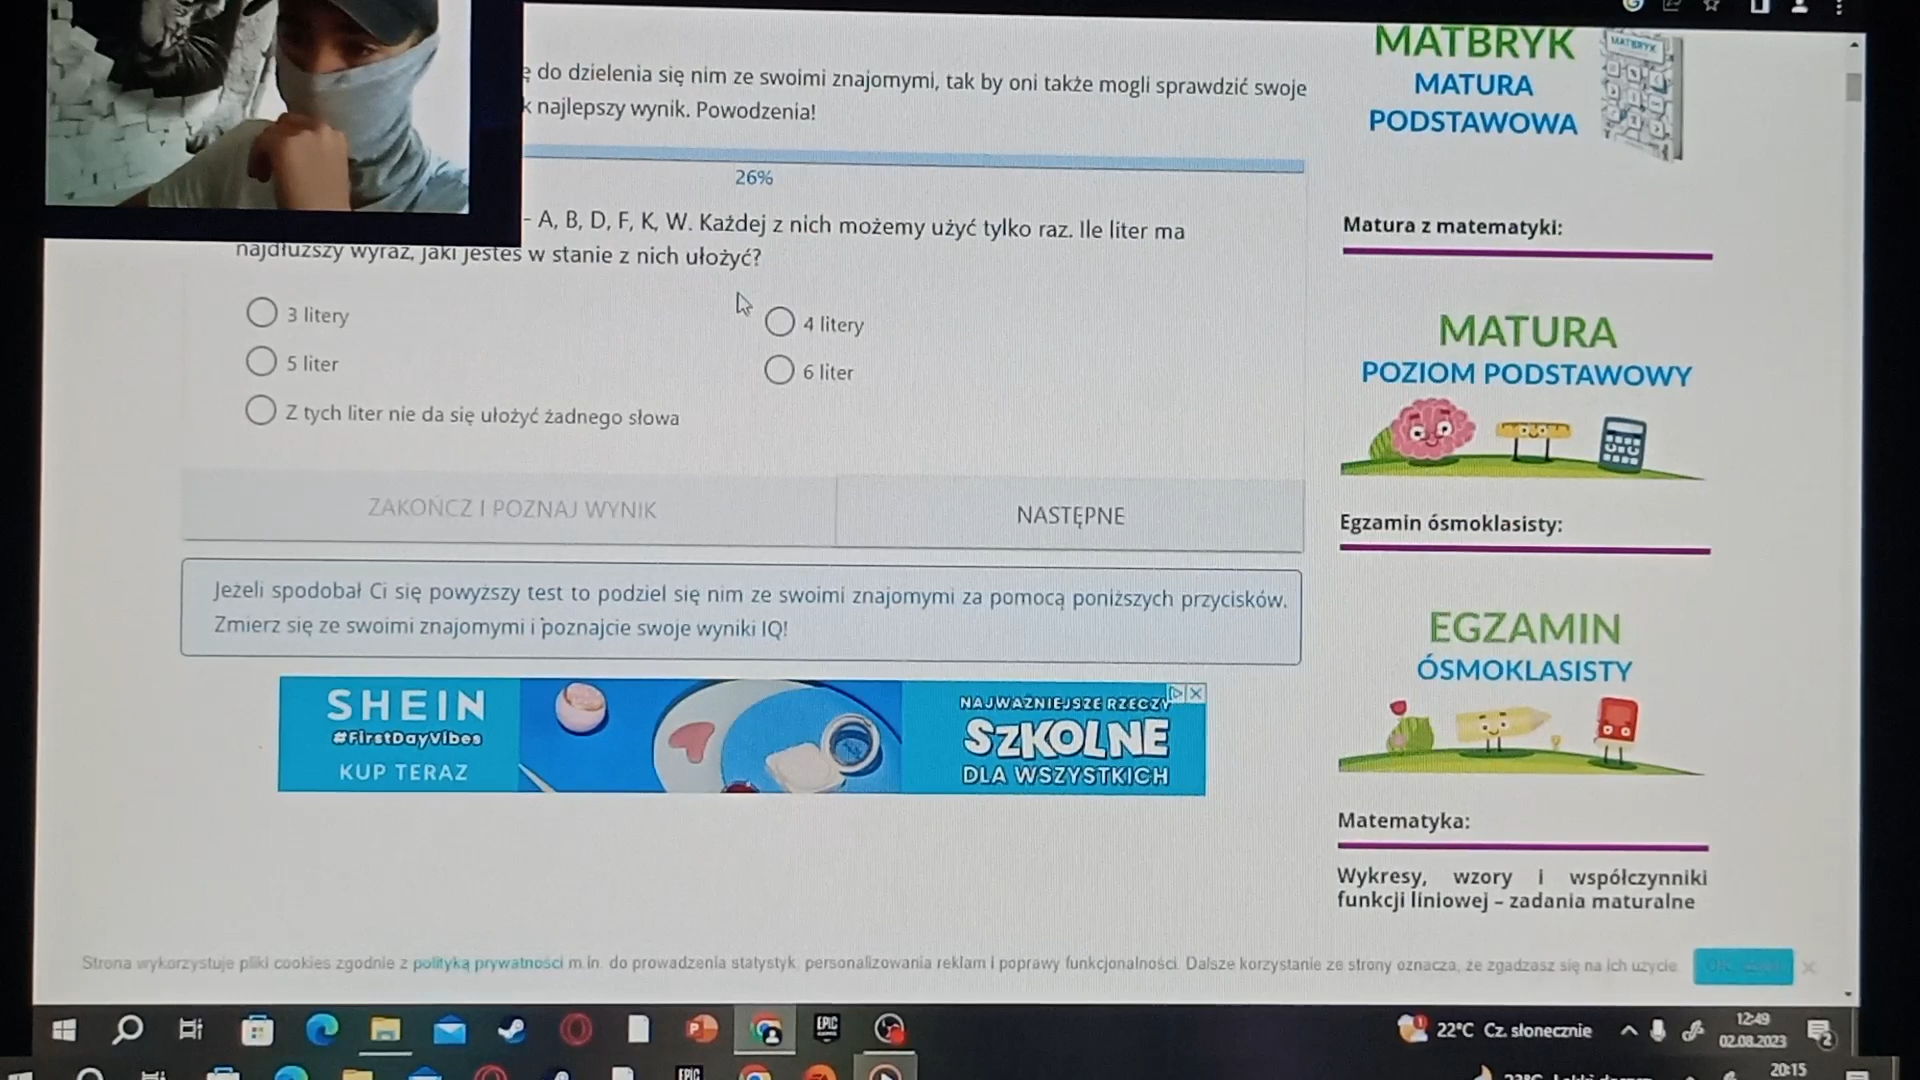 ę do dzielenia się nim ze swoimi znajomymi, tak by oni także mogli sprawdzić swoje
k najlepszy wynik. Powodzenia!
26%
- A, B, D, F, K, W. Każdej z nich możemy użyć tylko raz. Ile liter ma
najdłuższy wyraz, jaki jesteś w stanie z nich ułożyć?
3 litery
4 litery
5 liter
6 liter
Z tych liter nie da się ułożyć żadnego słowa
ZAKOŃCZ I POZNAJ WYNIK
NASTĘPNE
Jeżeli spodobał Ci się powyższy test to podziel się nim ze swoimi znajomymi za pomocą poniższych przycisków.
Zmierz się ze swoimi znajomymi i poznajcie swoje wyniki IQ!
SHEIN
#FirstDayVibes
KUP TERAZ
NAJWAŻNIEJSZE RZECZY
SZKOLNE
DLA WSZYSTKICH
MATBRYK
MATURA
PODSTAWOWA
MATBRYK
Matura z matematyki:
MATURA
POZIOM PODSTAWOWY
Egzamin ósmoklasisty:
EGZAMIN
ÓSMOKLASISTY
Matematyka:
Wykresy, wzory i współczynniki
funkcji liniowej – zadania maturalne
Strona wykorzystuje pliki cookies zgodnie z polityką prywatności m.in. do prowadzenia statystyk, personalizowania reklam i poprawy funkcjonalności. Dalsze korzystanie ze strony oznacza, że zgadzasz się na ich użycie
EPIC
22°C Cz. słonecznie
12:49
02.08.2023
2
EPIC
20:15